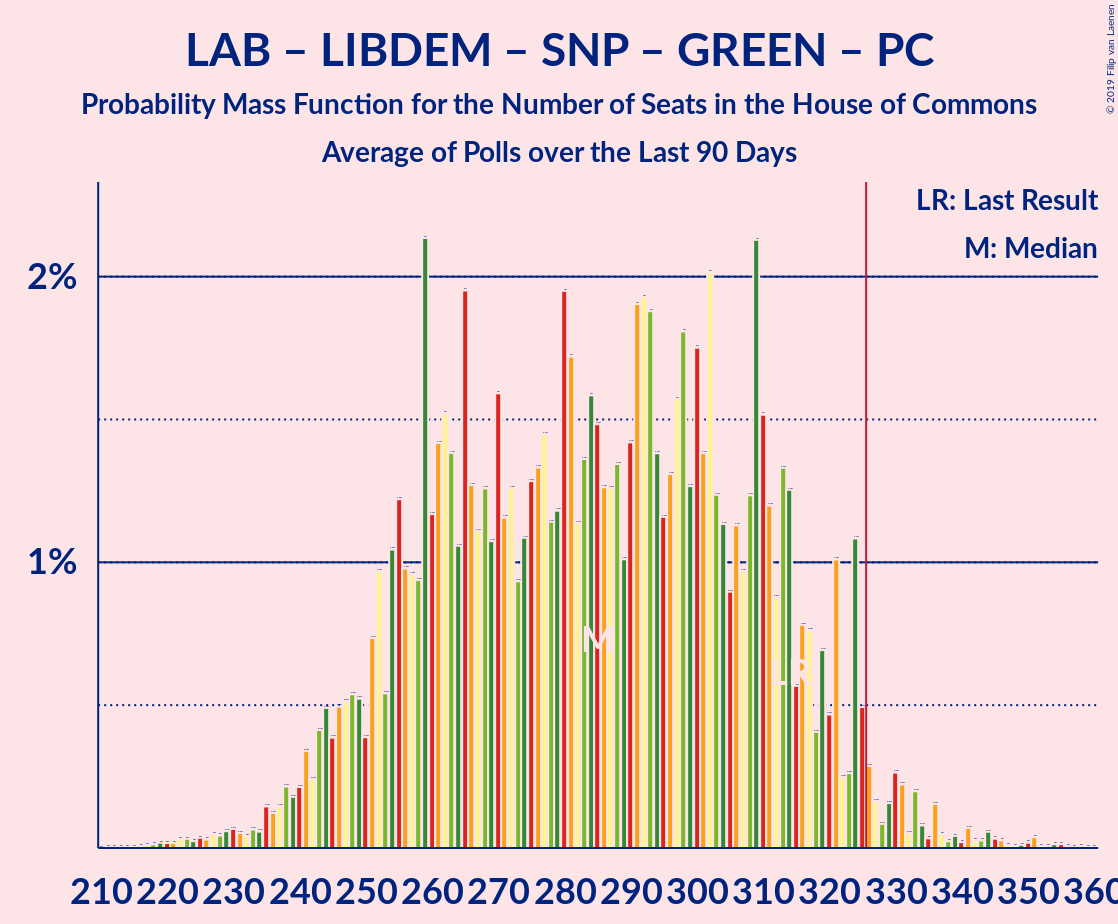 LAB – LIBDEM – SNP – GREEN – PC
Probability Mass Function for the Number of Seats in the House of Commons
Average of Polls over the Last 90 Days
© 2019 Filip van Laenen
LR: Last Result
M: Median
2%
1%
M
LR
210 220 230 240 250 260 270 280 290 300 310 320 330 340 350 360